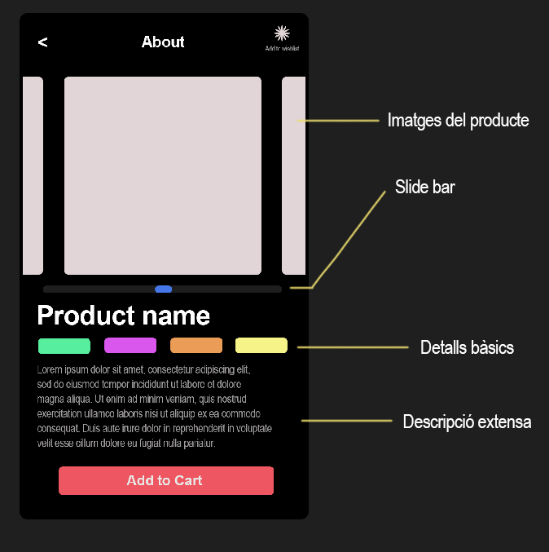 <
About
Add to wishlist
Imatges del producte
Slide bar
Product name
Detalls bàsics
Lorem ipsum dolor sit amet, consectetur adipiscing elit,
sed do eiusmod tempor incididunt ut labore et dolore
magna aliqua. Ut enim ad minim veniam, quis nostrud
exercitation ullamco laboris nisi ut aliquip ex ea commodo
consequat. Duis aute irure dolor in reprehenderit in voluptate
velit esse cillum dolore eu fugiat nulla pariatur.
Descripció extensa
Add to Cart